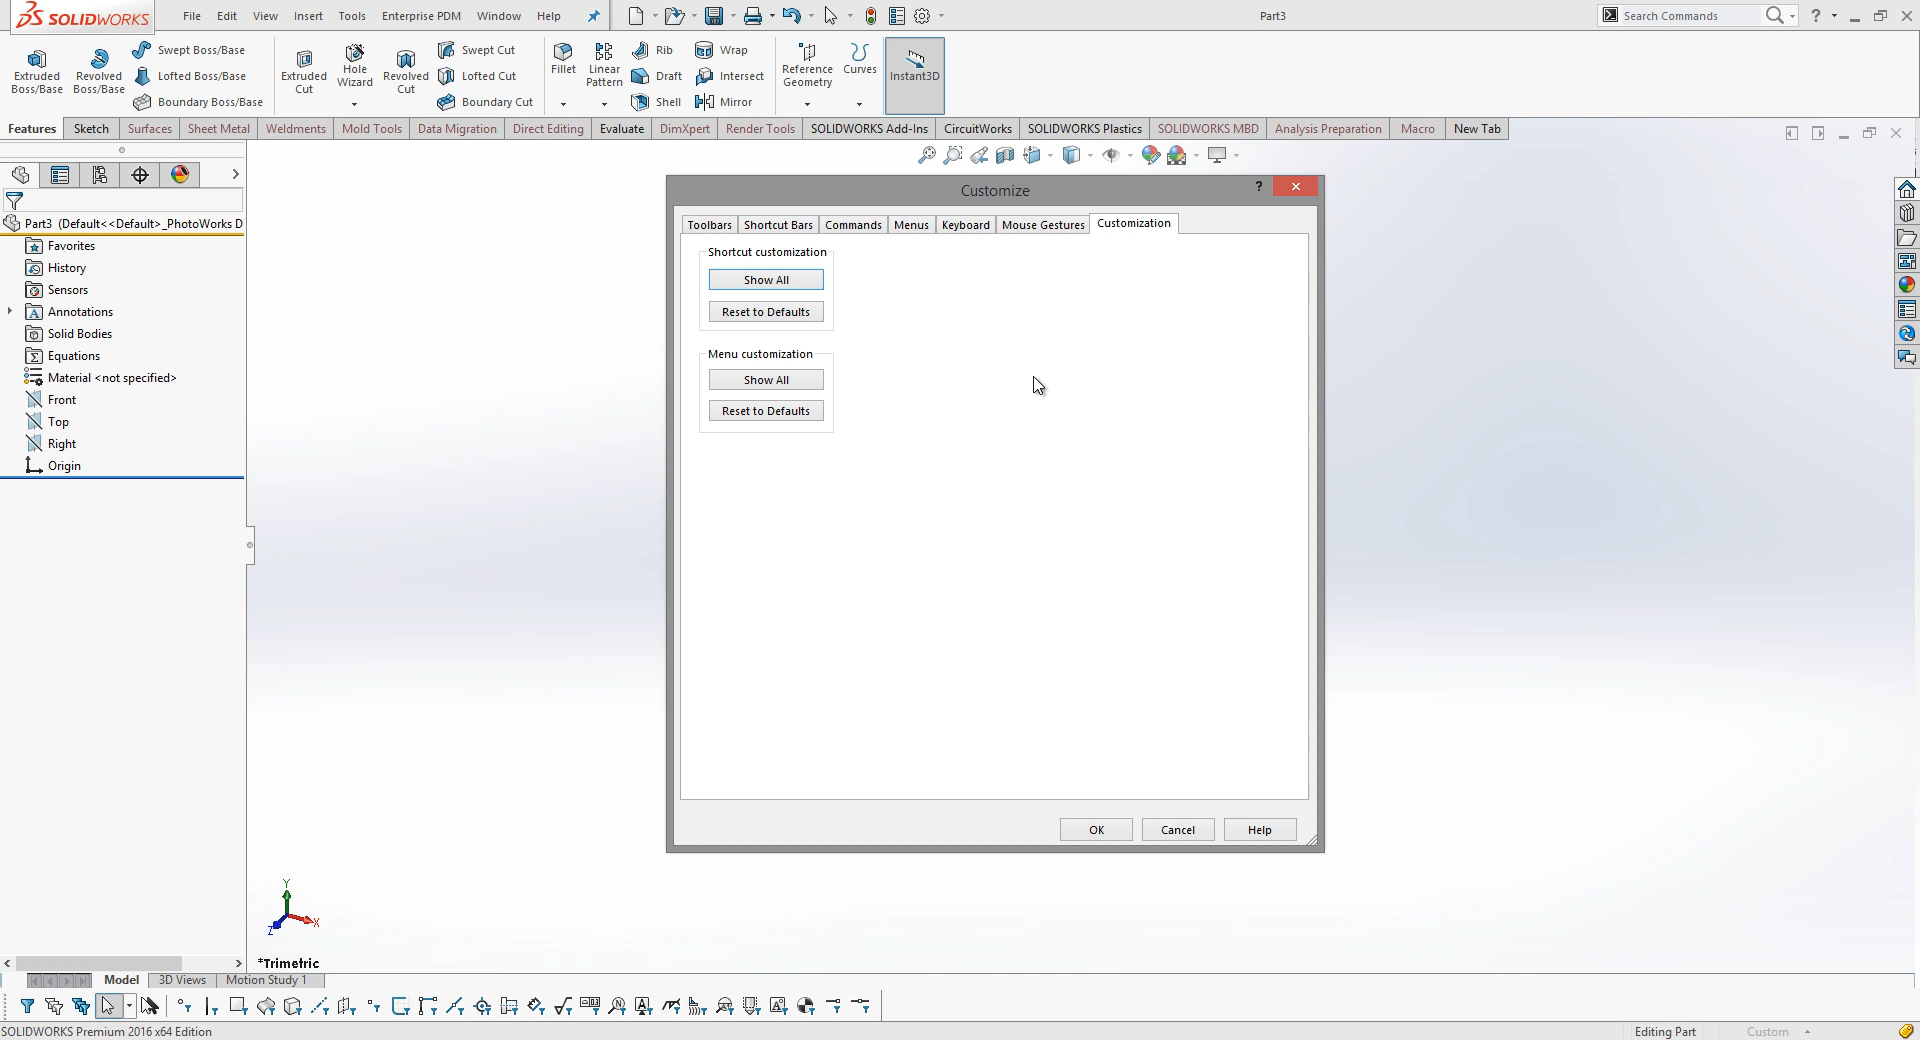 SOLIDWORKS
File Edit View Insert Tools Enterprise PDM Window Help
Part3
Search Commands
?
Extruded Boss/Base
Revolved Boss/Base
Swept Boss/Base
Lofted Boss/Base
Boundary Boss/Base
Extruded Cut
Hole Wizard
Revolved Cut
Swept Cut
Lofted Cut
Boundary Cut
Fillet
Linear Pattern
Rib
Draft
Shell
Wrap
Intersect
Mirror
Reference Geometry
Curves
Instant3D
Features Sketch Surfaces Sheet Metal Weldments Mold Tools Data Migration Direct Editing Evaluate DimXpert Render Tools SOLIDWORKS Add-Ins CircuitWorks SOLIDWORKS Plastics SOLIDWORKS MBD Analysis Preparation Macro New Tab
Part3 (Default<<Default>_PhotoWorks D
Favorites
History
Sensors
Annotations
Solid Bodies
Equations
Material <not specified>
Front
Top
Right
Origin
Customize
?
Toolbars Shortcut Bars Commands Menus Keyboard Mouse Gestures Customization
Shortcut customization
Show All
Reset to Defaults
Menu customization
Show All
Reset to Defaults
OK Cancel Help
Y
X
Z
*Trimetric
Model 3D Views Motion Study 1
SOLIDWORKS Premium 2016 x64 Edition
Editing Part
Custom